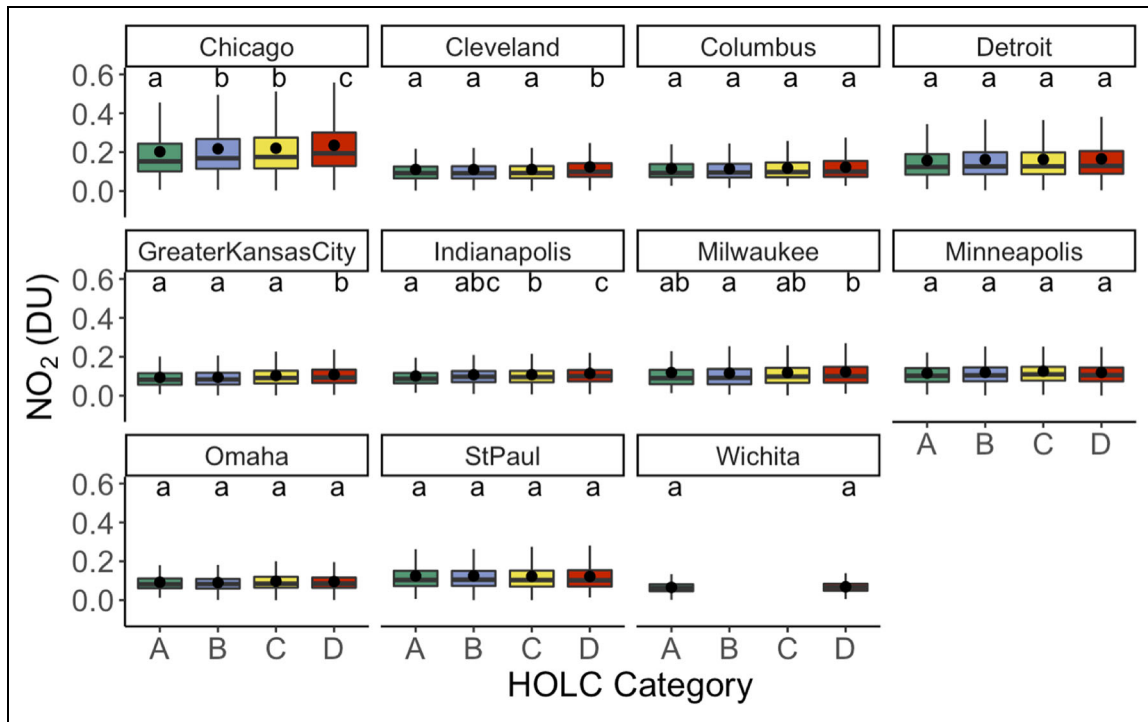 Chicago Cleveland Columbus Detroit
0.6 a b b c a a a b a a a a a a a a
0.4
0.2
0.0
GreaterKansasCity Indianapolis Milwaukee Minneapolis
0.6 a a a b a abc b c ab a ab b a a a a
0.4
0.2
0.0
A B C D
Omaha StPaul Wichita
0.6 a a a a a a a a a a
0.4
0.2
0.0
A B C D A B C D A B C D
NO₂ (DU)
HOLC Category